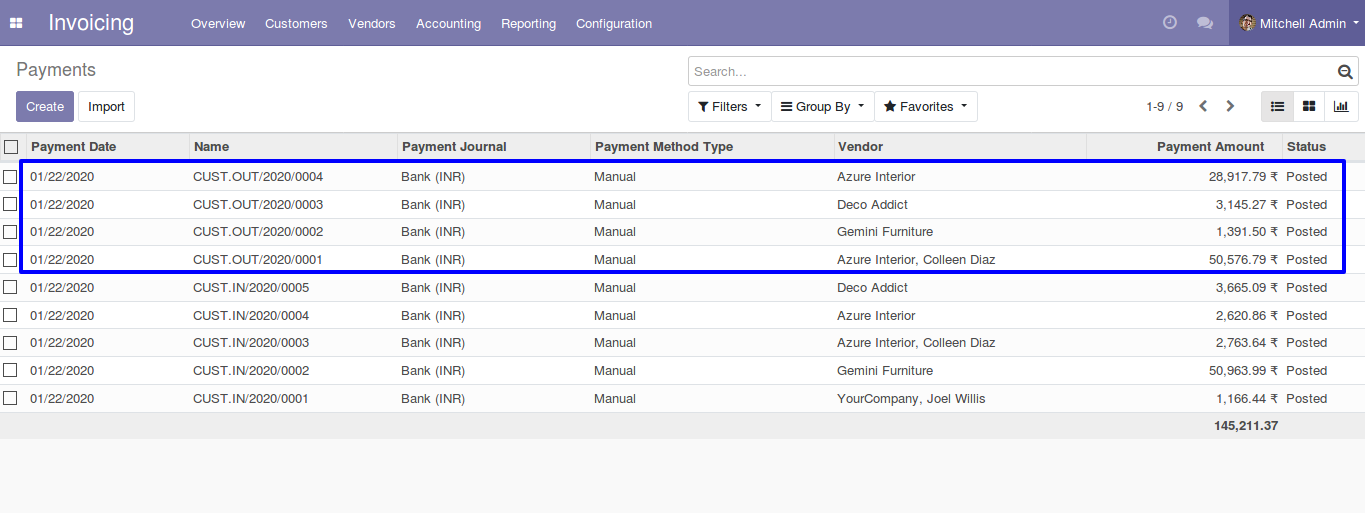 Invoicing Overview Customers Vendors Accounting Reporting Configuration Mitchell Admin
Payments Search...
Create Import Filters Group By Favorites 1-9 / 9
Payment Date Name Payment Journal Payment Method Type Vendor Payment Amount Status
01/22/2020 CUST.OUT/2020/0004 Bank (INR) Manual Azure Interior 28,917.79 ₹ Posted
01/22/2020 CUST.OUT/2020/0003 Bank (INR) Manual Deco Addict 3,145.27 ₹ Posted
01/22/2020 CUST.OUT/2020/0002 Bank (INR) Manual Gemini Furniture 1,391.50 ₹ Posted
01/22/2020 CUST.OUT/2020/0001 Bank (INR) Manual Azure Interior, Colleen Diaz 50,576.79 ₹ Posted
01/22/2020 CUST.IN/2020/0005 Bank (INR) Manual Deco Addict 3,665.09 ₹ Posted
01/22/2020 CUST.IN/2020/0004 Bank (INR) Manual Azure Interior 2,620.86 ₹ Posted
01/22/2020 CUST.IN/2020/0003 Bank (INR) Manual Azure Interior, Colleen Diaz 2,763.64 ₹ Posted
01/22/2020 CUST.IN/2020/0002 Bank (INR) Manual Gemini Furniture 50,963.99 ₹ Posted
01/22/2020 CUST.IN/2020/0001 Bank (INR) Manual YourCompany, Joel Willis 1,166.44 ₹ Posted
145,211.37